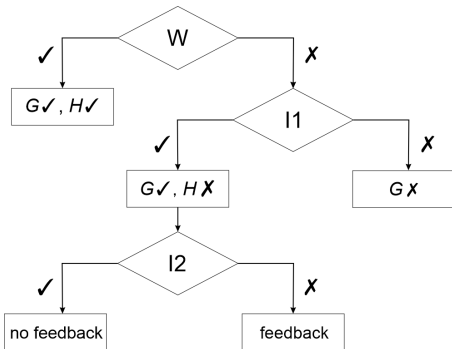 W
✓ ✗
G✓, H✓
I1
✓ ✗
G✓, H✗ G✗
I2
✓ ✗
no feedback feedback